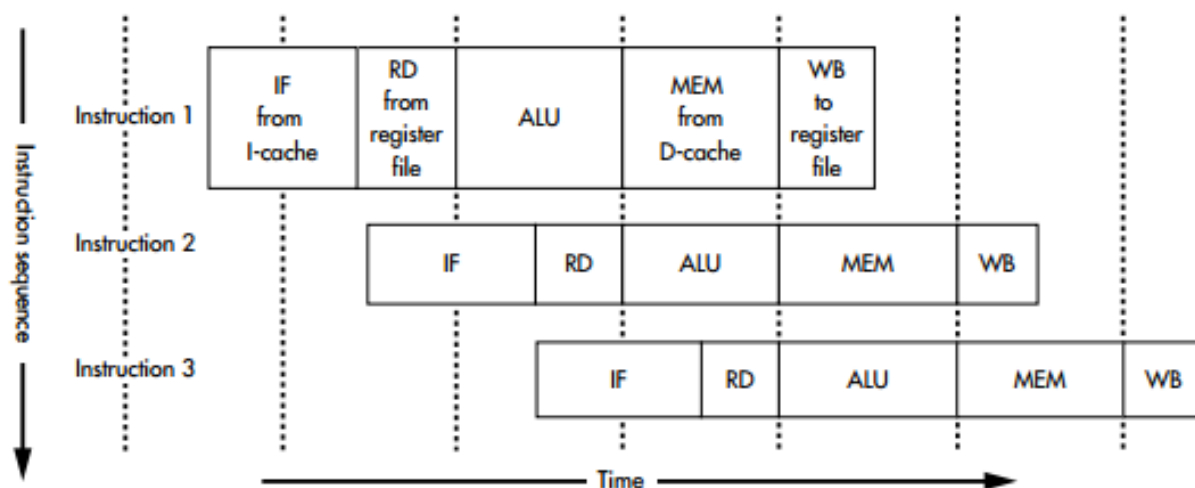 Instruction sequence
Instruction 1
IF
from
I-cache
RD
from
register
file
ALU
MEM
from
D-cache
WB
to
register
file
Instruction 2
IF
RD
ALU
MEM
WB
Instruction 3
IF
RD
ALU
MEM
WB
Time